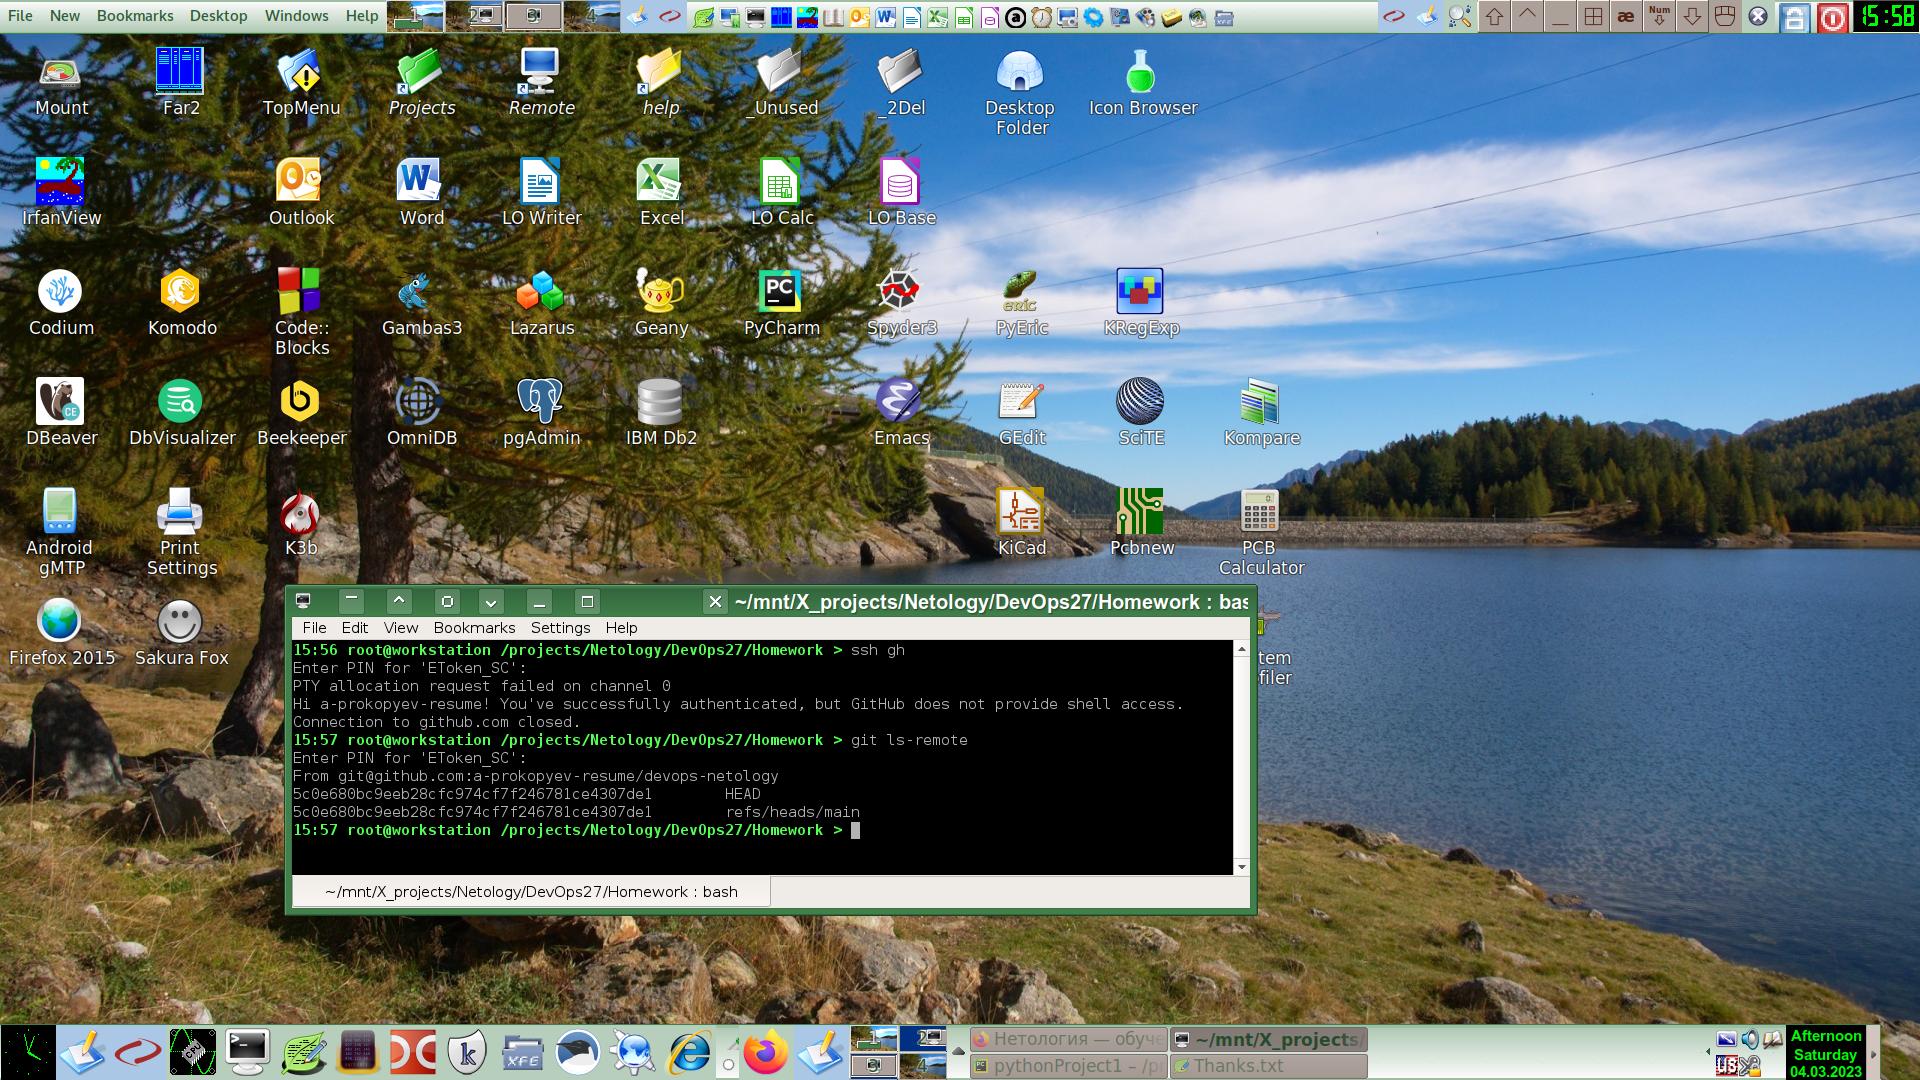 File New Bookmarks Desktop Windows Help
1 2 3 4
æ Num
15:58
Mount Far2 TopMenu Projects Remote help _Unused _2Del Desktop Folder Icon Browser
IrfanView Outlook Word LO Writer Excel LO Calc LO Base
Codium Komodo Code:: Blocks Gambas3 Lazarus Geany PyCharm Spyder3 PyEric KRegExp
DBeaver DbVisualizer Beekeeper OmniDB pgAdmin IBM Db2 Emacs GEdit SciTE Kompare
Android gMTP Print Settings K3b KiCad Pcbnew PCB Calculator
Firefox 2015 Sakura Fox
~/mnt/X_projects/Netology/DevOps27/Homework : bas
File Edit View Bookmarks Settings Help
15:56 root@workstation /projects/Netology/DevOps27/Homework > ssh gh
Enter PIN for 'EToken_SC':
PTY allocation request failed on channel 0
Hi a-prokopyev-resume! You've successfully authenticated, but GitHub does not provide shell access.
Connection to github.com closed.
15:57 root@workstation /projects/Netology/DevOps27/Homework > git ls-remote
Enter PIN for 'EToken_SC':
From git@github.com:a-prokopyev-resume/devops-netology
5c0e680bc9eeb28cfc974cf7f246781ce4307de1 HEAD
5c0e680bc9eeb28cfc974cf7f246781ce4307de1 refs/heads/main
15:57 root@workstation /projects/Netology/DevOps27/Homework >
~/mnt/X_projects/Netology/DevOps27/Homework : bash
tem
filer
CPU XFE 1 2 3 4
Нетология — обуче ~/mnt/X_projects/
pythonProject1 – /p Thanks.txt
US
Afternoon
Saturday
04.03.2023